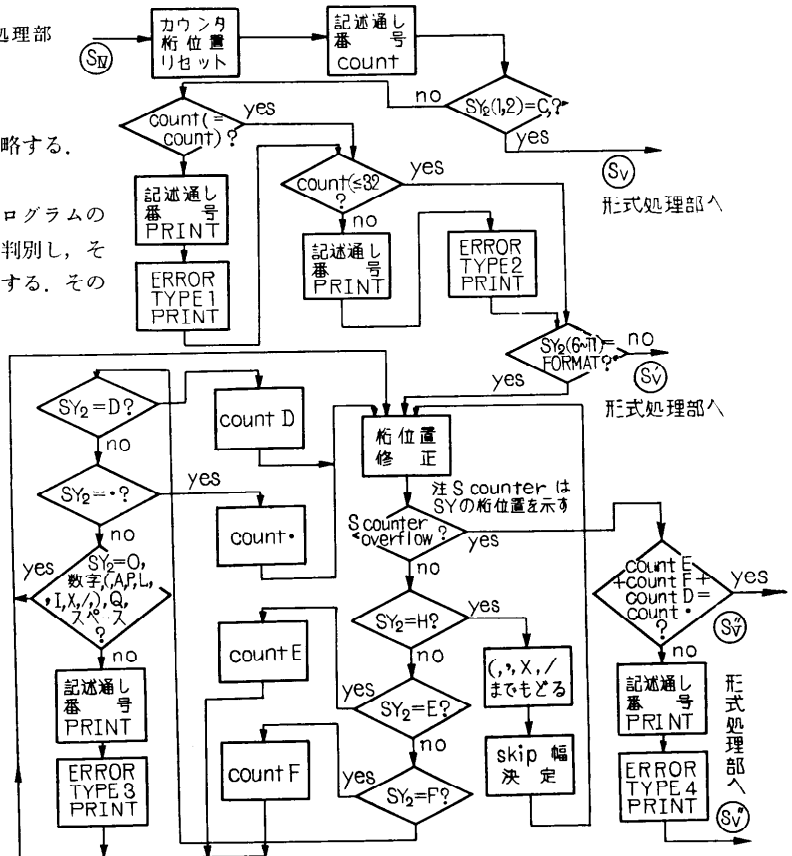 処理部
S_IV
カウンタ
桁位置
リセット
記述通し
番 号
count
SY₂(1,2)=C,?
no
yes
S_V
形式処理部へ
count(=
count)?
yes
略する.
記述通し
番 号
PRINT
count(≤32
?
yes
no
ログラムの
判別し, そ
する. その
ERROR
TYPE1
PRINT
記述通し
番 号
PRINT
ERROR
TYPE2
PRINT
SY₂(6~11)=
FORMAT?
no
yes
形式処理部へ
SY₂=D?
no
count D
桁位置
修 正
注 S counter は
SYの桁位置を示す
SY₂=・?
yes
no
count・
S counter
overflow?
yes
no
count E
+count F+
count D=
count・
?
yes
no
yes
SY₂=0,
数字(,A,P,L,
,I,X,/,),Q,
スペス
?
no
SY₂=H?
yes
no
count E
(,,,X,/
までもどる
SY₂=E?
yes
no
記述通し
番 号
PRINT
記述通し
番 号
PRINT
形式処理部へ
count F
SY₂=F?
yes
skip 幅
決 定
ERROR
TYPE3
PRINT
ERROR
TYPE4
PRINT